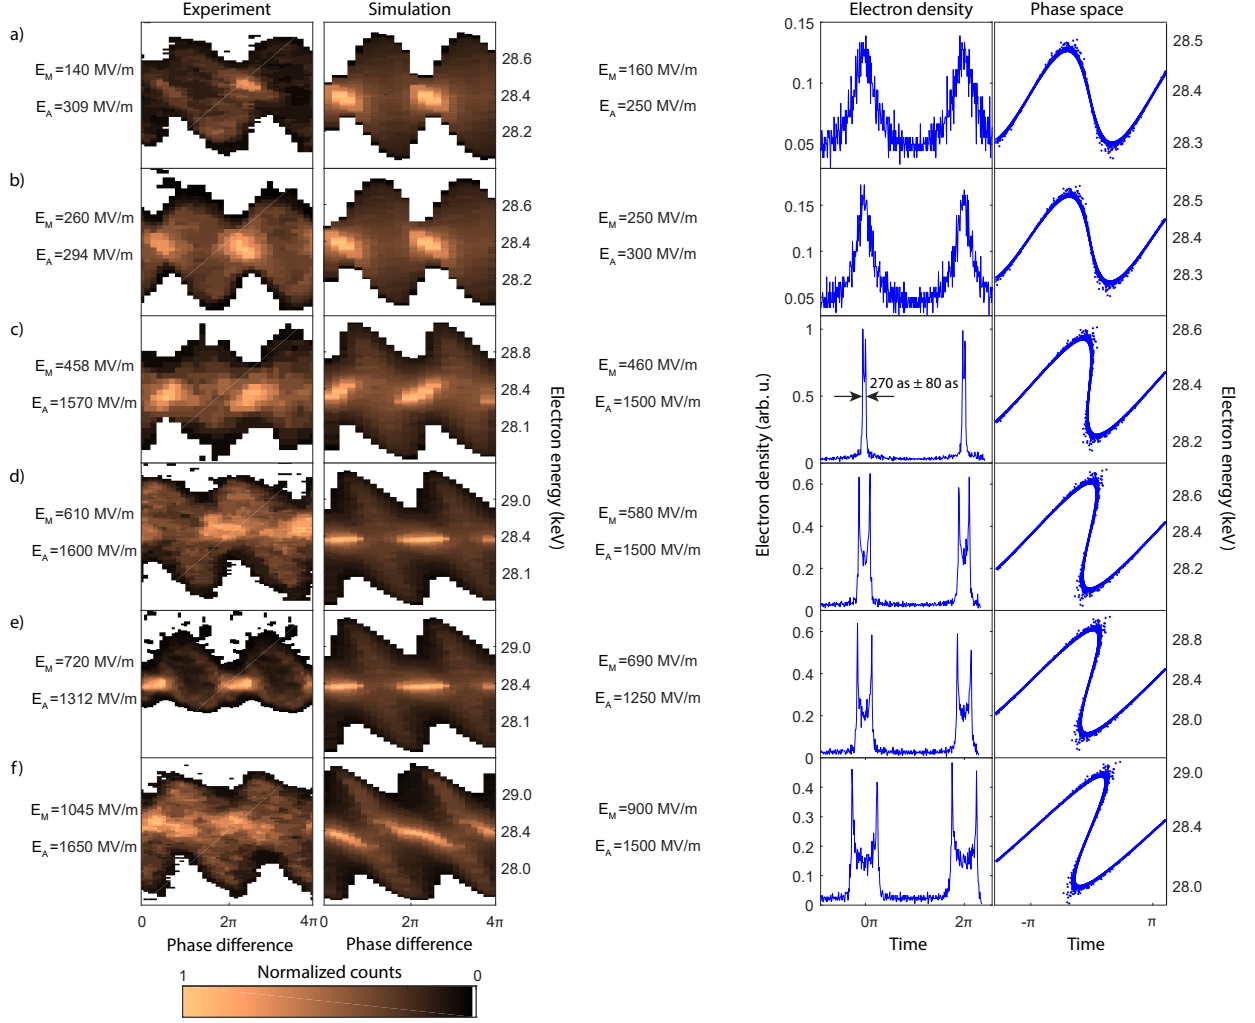 Experiment Simulation Electron density Phase space
a)
E_M=140 MV/m
E_A=309 MV/m
28.6
28.4
28.2
E_M=160 MV/m
E_A=250 MV/m
0.15
0.1
0.05
28.5
28.4
28.3
b)
E_M=260 MV/m
E_A=294 MV/m
28.6
28.4
28.2
E_M=250 MV/m
E_A=300 MV/m
0.15
0.1
0.05
28.5
28.4
28.3
c)
E_M=458 MV/m
E_A=1570 MV/m
28.8
28.4
28.1
E_M=460 MV/m
E_A=1500 MV/m
1
0.5
0
270 as ± 80 as
28.6
28.4
28.2
d)
E_M=610 MV/m
E_A=1600 MV/m
29.0
28.4
28.1
E_M=580 MV/m
E_A=1500 MV/m
0.6
0.4
0.2
0
28.6
28.2
e)
E_M=720 MV/m
E_A=1312 MV/m
29.0
28.4
28.1
E_M=690 MV/m
E_A=1250 MV/m
0.6
0.4
0.2
0
28.8
28.4
28.0
f)
E_M=1045 MV/m
E_A=1650 MV/m
29.0
28.4
28.0
E_M=900 MV/m
E_A=1500 MV/m
0.4
0.3
0.2
0.1
0
29.0
28.4
28.0
Electron energy (keV)
Electron density (arb. u.)
Electron energy (keV)
0 2π 4π 0 2π 4π
0π 2π -π π
Phase difference Phase difference Time Time
Normalized counts
1 0